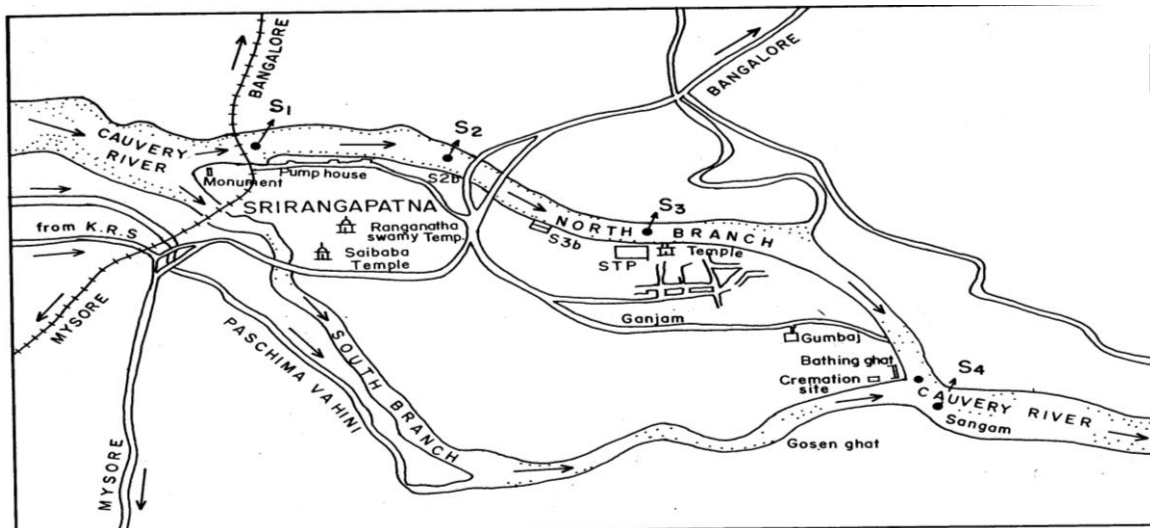 BANGALORE
BANGALORE
S1
S2
CAUVERY
RIVER
Monument
Pump house
S2b
SRIRANGAPATNA
S3
NORTH BRANCH
from K.R.S
Ranganatha
swamy Temp.
S3b
Temple
Saibaba
Temple
STP
MYSORE
Ganjam
SOUTH BRANCH
PASCHIMA VAHINI
Gumbaj
Bathing ghat
Cremation
site
S4
CAUVERY RIVER
Sangam
Gosen ghat
MYSORE